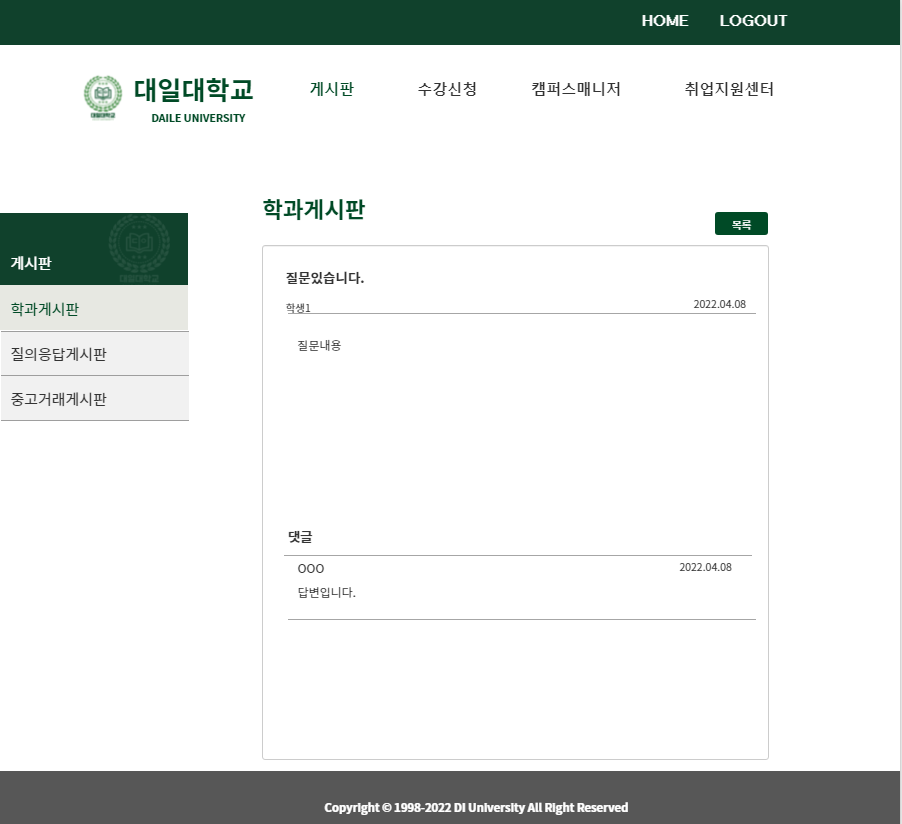 HOME LOGOUT
대일대학교
DAILE UNIVERSITY
게시판 수강신청 캠퍼스매니저 취업지원센터
게시판
학과게시판
질의응답게시판
중고거래게시판
학과게시판
목록
질문있습니다.
학생1 2022.04.08
질문내용
댓글
OOO 2022.04.08
답변입니다.
Copyright © 1998-2022 DI University All Right Reserved